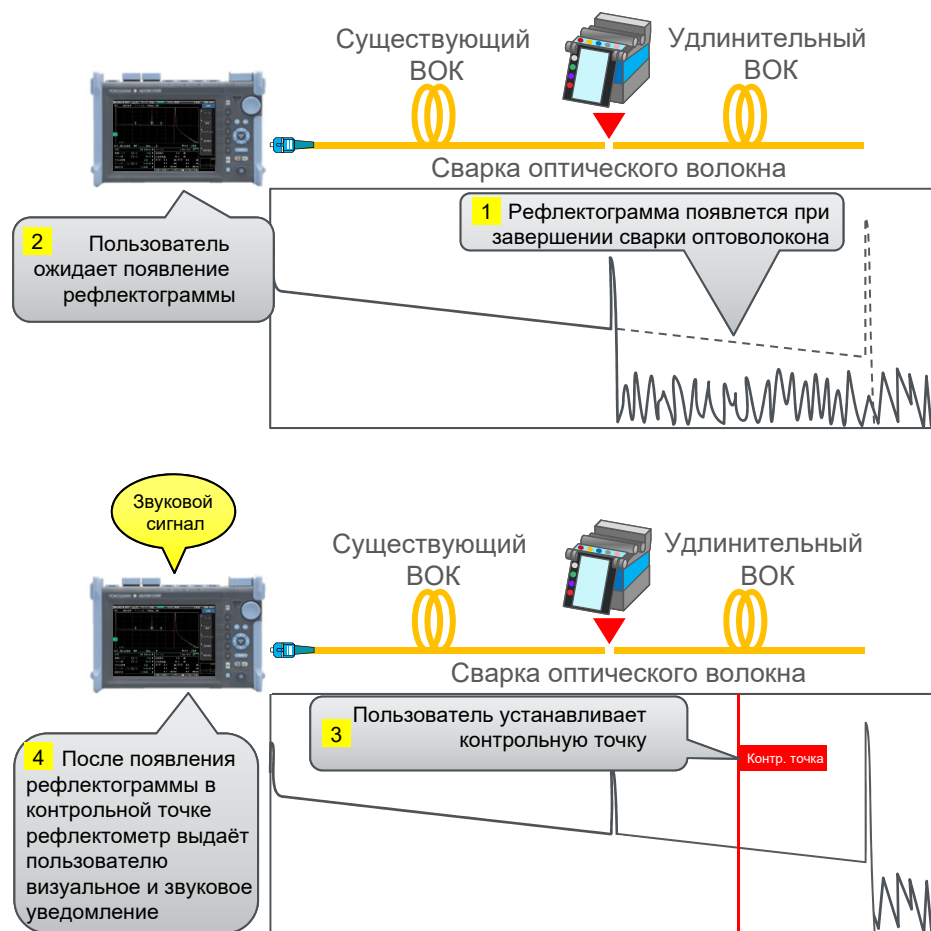 Существующий
ВОК
Удлинительный
ВОК
Сварка оптического волокна
1 Рефлектограмма появлется при
завершении сварки оптоволокона
2 Пользователь
ожидает появление
рефлектограммы
Звуковой
сигнал
Существующий
ВОК
Удлинительный
ВОК
Сварка оптического волокна
3 Пользователь устанавливает
контрольную точку
Контр. точка
4 После появления
рефлектограммы в
контрольной точке
рефлектометр выдаёт
пользователю
визуальное и звуковое
уведомление